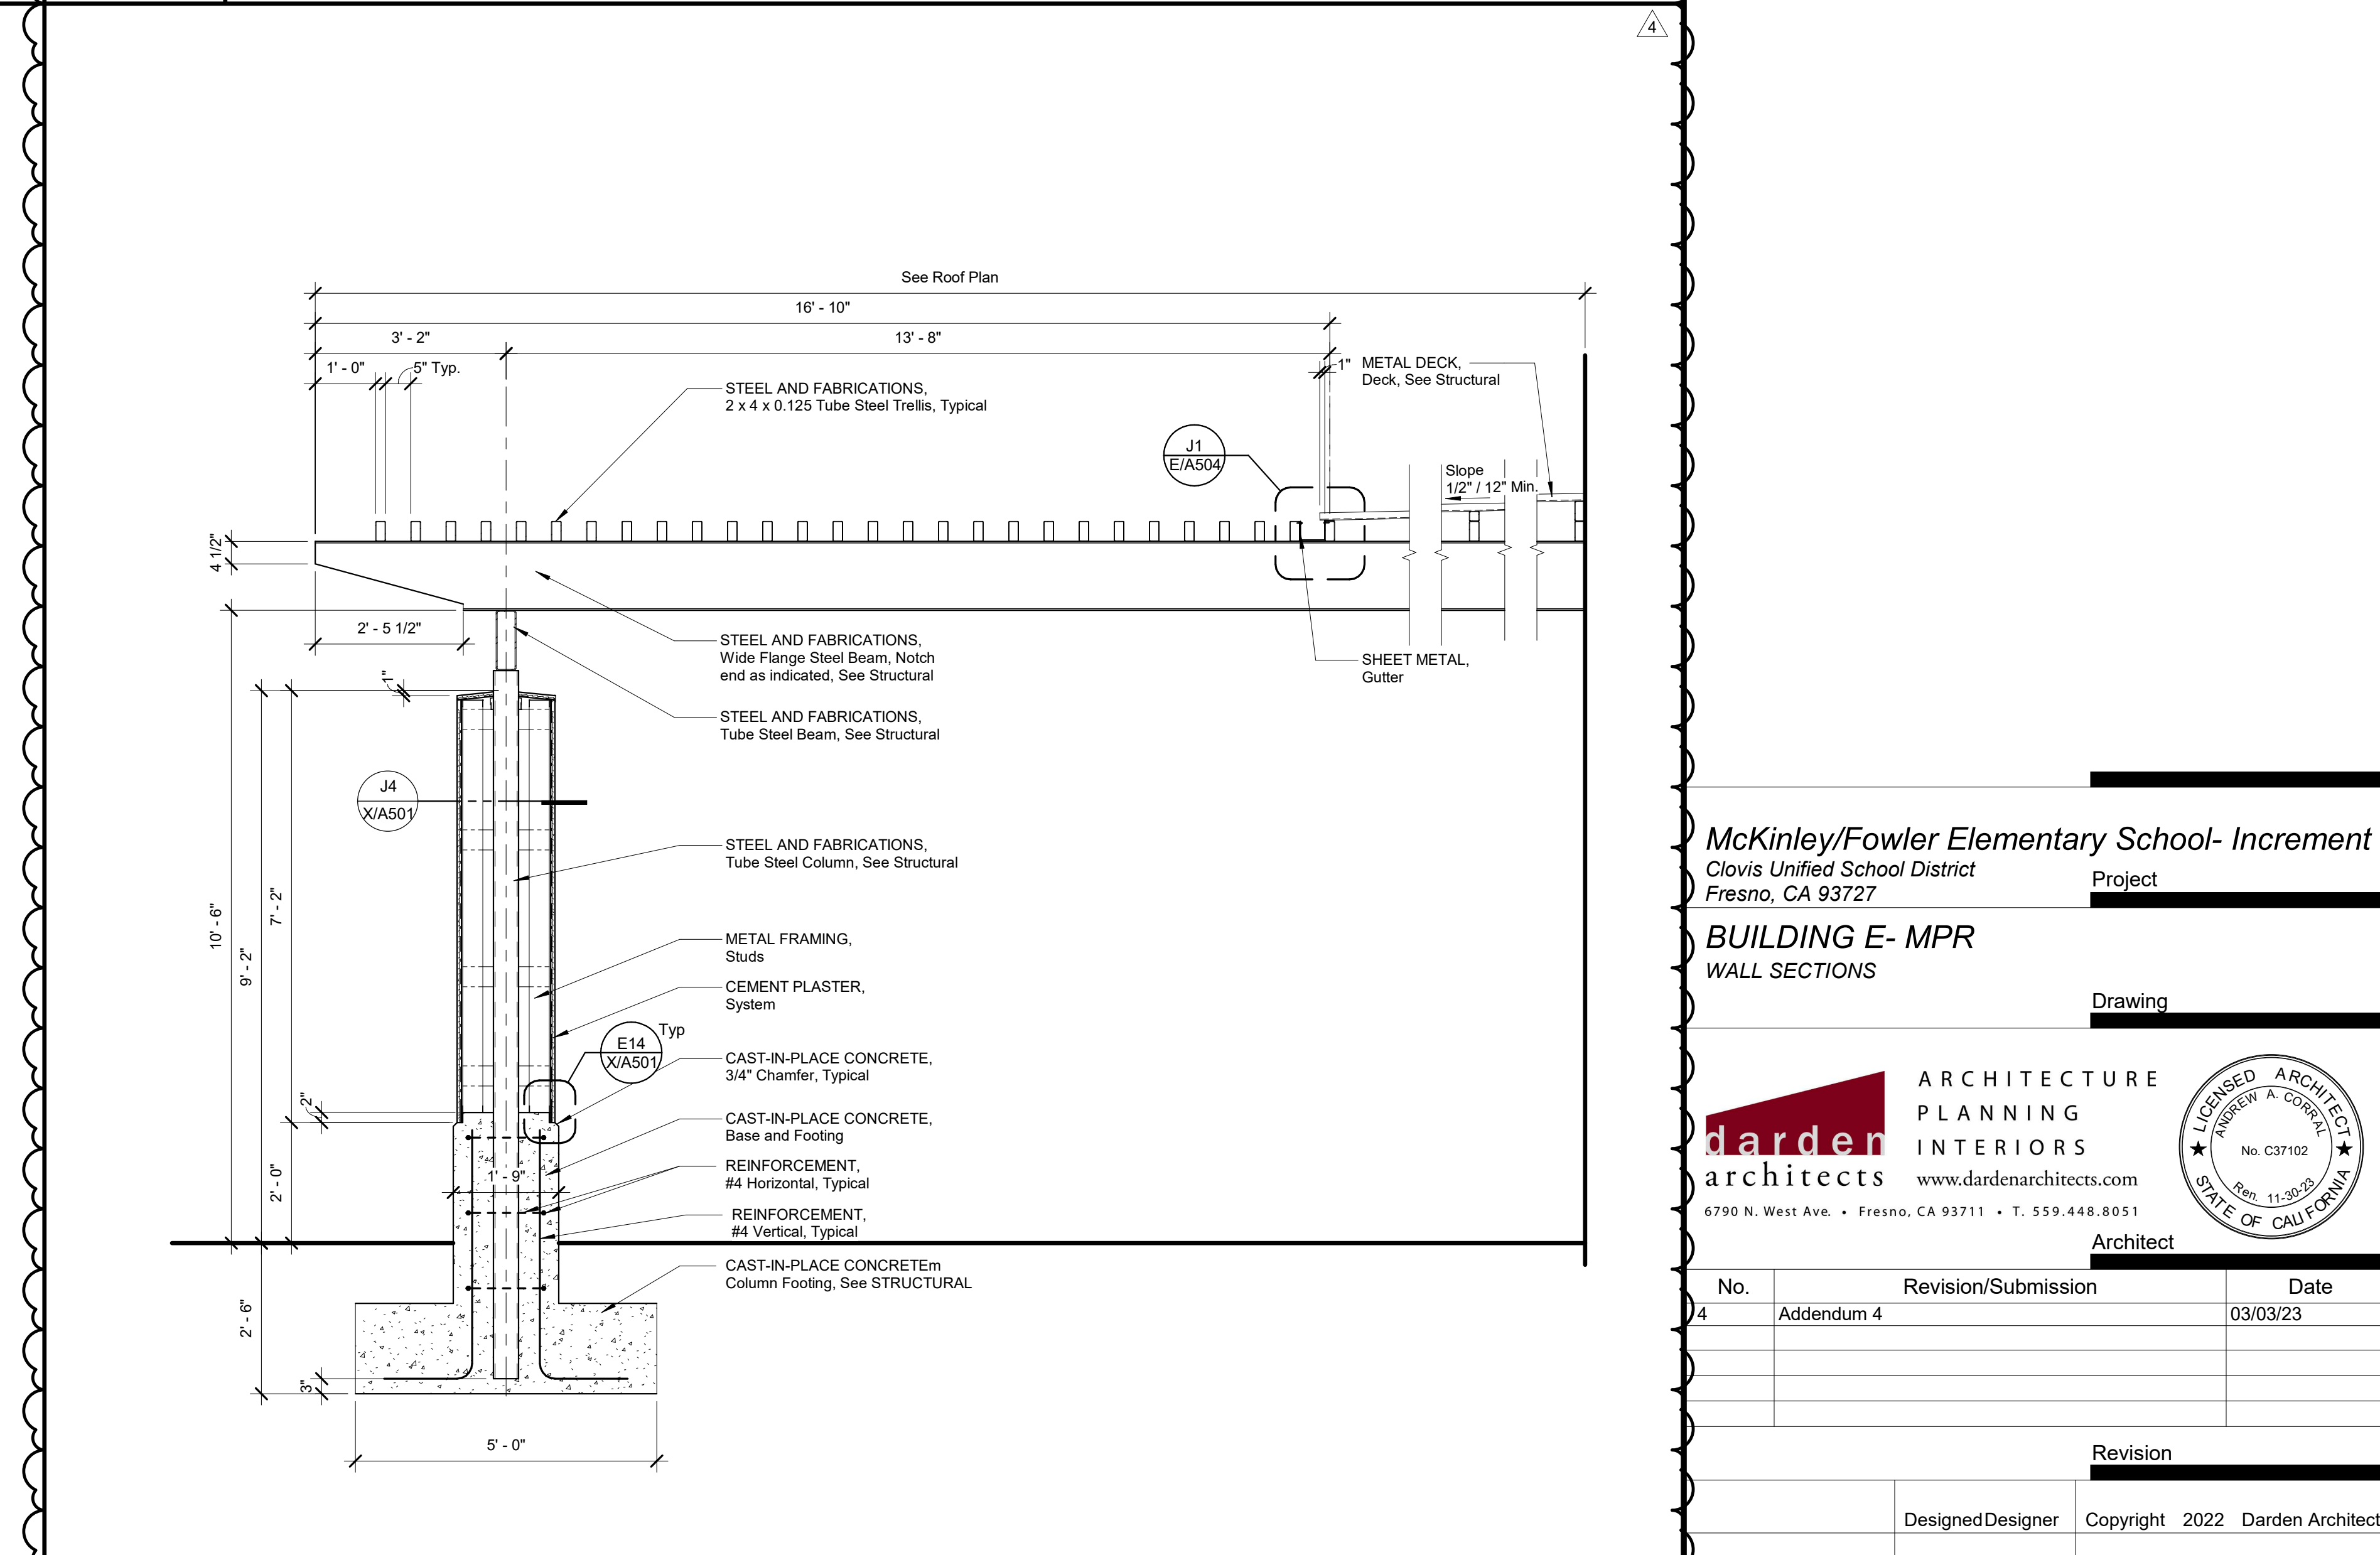 4
See Roof Plan
16' - 10"
3' - 2"
13' - 8"
1' - 0"
5" Typ.
1"
METAL DECK,
Deck, See Structural
STEEL AND FABRICATIONS,
2 x 4 x 0.125 Tube Steel Trellis, Typical
J1
E/A504
Slope
1/2" / 12" Min.
4 1/2"
2' - 5 1/2"
STEEL AND FABRICATIONS,
Wide Flange Steel Beam, Notch
end as indicated, See Structural
SHEET METAL,
Gutter
1"
STEEL AND FABRICATIONS,
Tube Steel Beam, See Structural
J4
X/A501
STEEL AND FABRICATIONS,
Tube Steel Column, See Structural
10' - 6"
9' - 2"
7' - 2"
METAL FRAMING,
Studs
CEMENT PLASTER,
System
E14
X/A501
Typ
CAST-IN-PLACE CONCRETE,
3/4" Chamfer, Typical
2"
CAST-IN-PLACE CONCRETE,
Base and Footing
2' - 0"
1' - 9"
REINFORCEMENT,
#4 Horizontal, Typical
REINFORCEMENT,
#4 Vertical, Typical
CAST-IN-PLACE CONCRETEm
Column Footing, See STRUCTURAL
2' - 6"
3"
5' - 0"
McKinley/Fowler Elementary School- Increment
Clovis Unified School District
Fresno, CA 93727
Project
BUILDING E- MPR
WALL SECTIONS
Drawing
darden
architects
ARCHITECTURE
PLANNING
INTERIORS
www.dardenarchitects.com
6790 N. West Ave. • Fresno, CA 93711 • T. 559.448.8051
LICENSED ARCHITECT
ANDREW A. CORRAL
No. C37102
Ren. 11-30-23
STATE OF CALIFORNIA
Architect
No. Revision/Submission Date
4 Addendum 4 03/03/23
Revision
Designed Designer Copyright 2022 Darden Architect